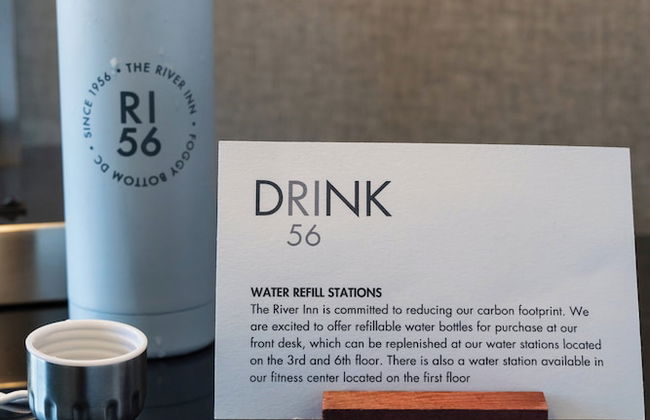 SINCE 1956 • THE RIVER INN • FOGGY BOTTOM DC •
RI
56
DRINK
56
WATER REFILL STATIONS
The River Inn is committed to reducing our carbon footprint. We
are excited to offer refillable water bottles for purchase at our
front desk, which can be replenished at our water stations located
on the 3rd and 6th floor. There is also a water station available in
our fitness center located on the first floor